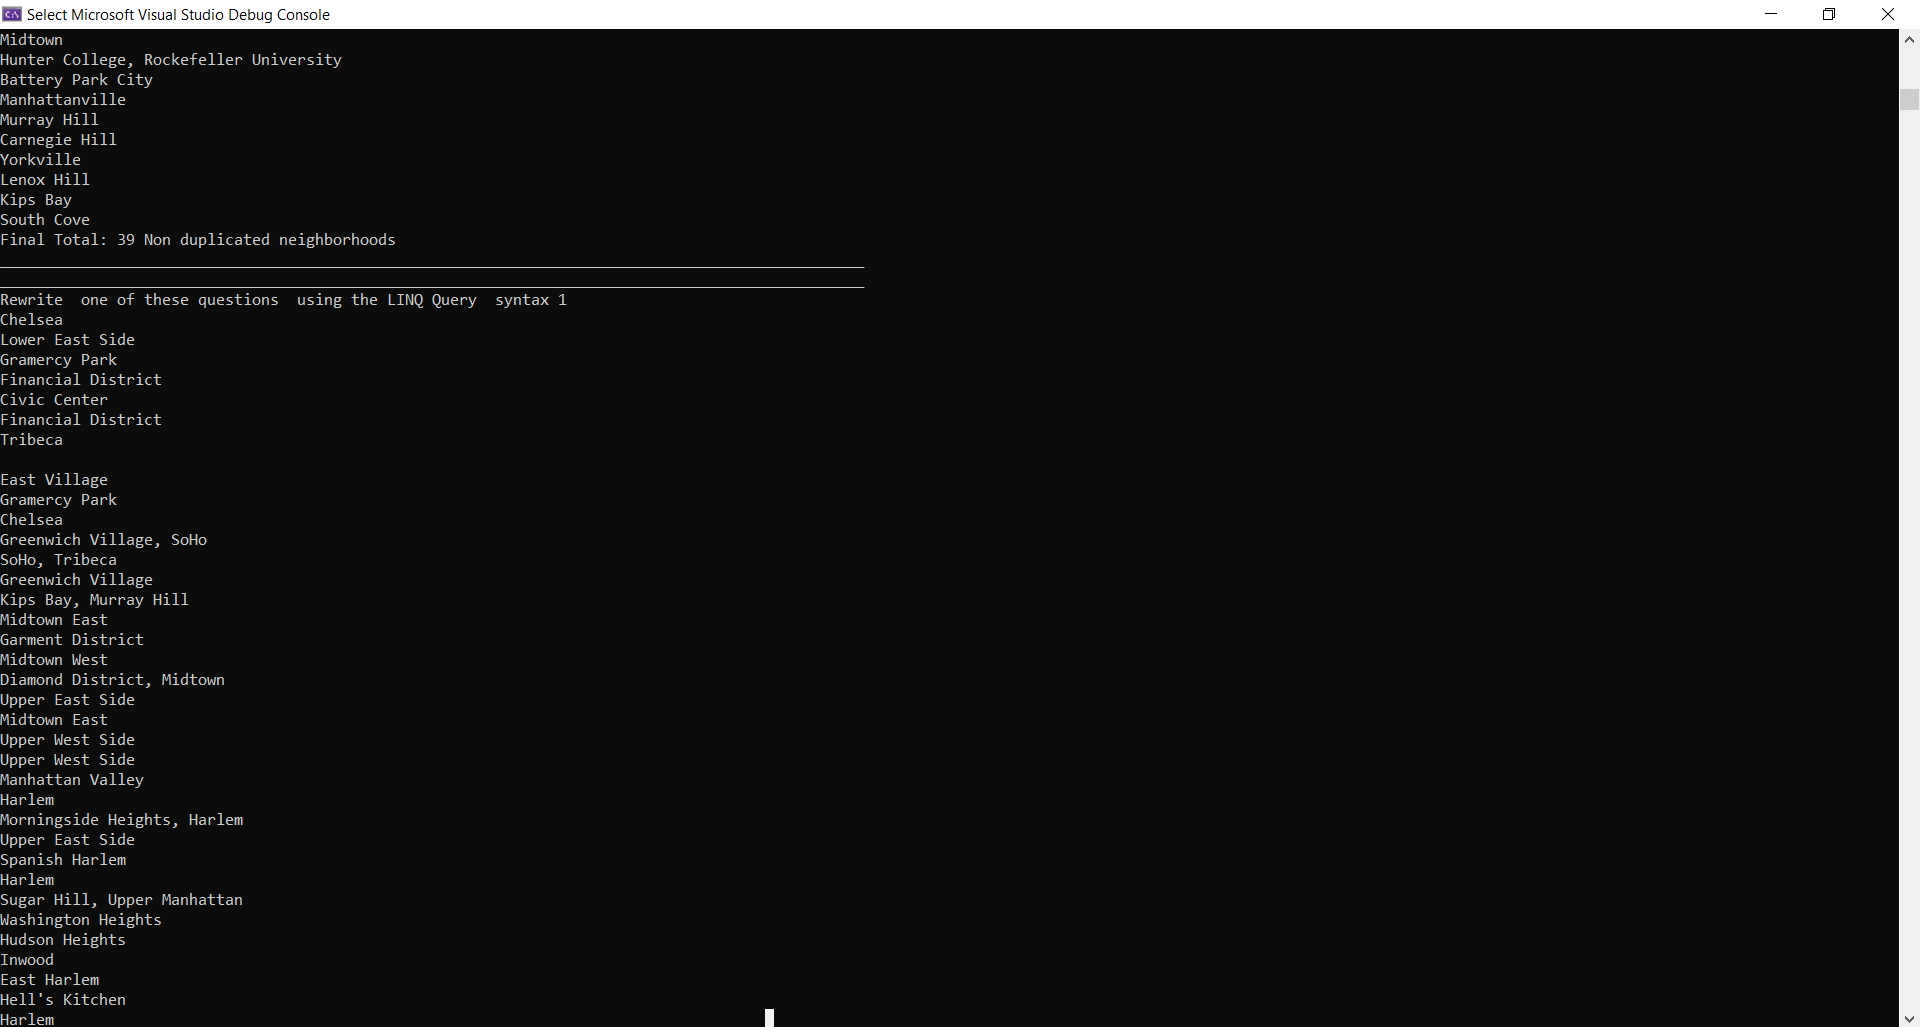 Select Microsoft Visual Studio Debug Console
Midtown
Hunter College, Rockefeller University
Battery Park City
Manhattanville
Murray Hill
Carnegie Hill
Yorkville
Lenox Hill
Kips Bay
South Cove
Final Total: 39 Non duplicated neighborhoods
________________________________________________________________________________________________
________________________________________________________________________________________________
Rewrite  one of these questions  using the LINQ Query  syntax 1
Chelsea
Lower East Side
Gramercy Park
Financial District
Civic Center
Financial District
Tribeca

East Village
Gramercy Park
Chelsea
Greenwich Village, SoHo
SoHo, Tribeca
Greenwich Village
Kips Bay, Murray Hill
Midtown East
Garment District
Midtown West
Diamond District, Midtown
Upper East Side
Midtown East
Upper West Side
Upper West Side
Manhattan Valley
Harlem
Morningside Heights, Harlem
Upper East Side
Spanish Harlem
Harlem
Sugar Hill, Upper Manhattan
Washington Heights
Hudson Heights
Inwood
East Harlem
Hell's Kitchen
Harlem